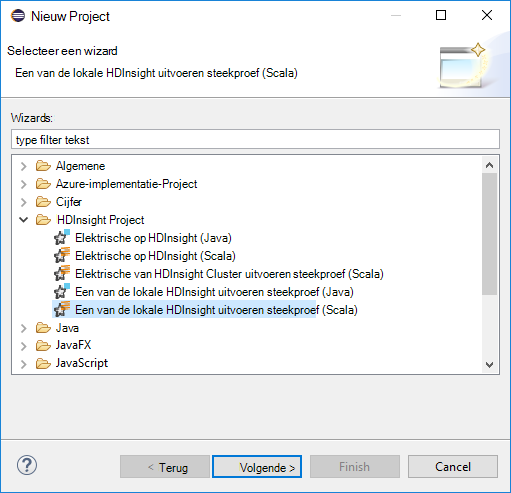 Nieuw Project
Selecteer een wizard
Een van de lokale HDInsight uitvoeren steekproef (Scala)
Wizards:
type filter tekst
Algemene
Azure-implementatie-Project
Cijfer
HDInsight Project
Elektrische op HDInsight (Java)
Elektrische op HDInsight (Scala)
Elektrische van HDInsight Cluster uitvoeren steekproef (Scala)
Een van de lokale HDInsight uitvoeren steekproef (Java)
Een van de lokale HDInsight uitvoeren steekproef (Scala)
Java
JavaFX
JavaScript
< Terug Volgende > Finish Cancel